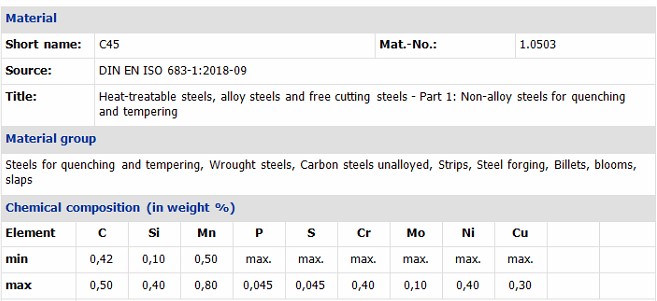 Material
Short name: C45 Mat.-No.: 1.0503
Source: DIN EN ISO 683-1:2018-09
Title: Heat-treatable steels, alloy steels and free cutting steels - Part 1: Non-alloy steels for quenching
and tempering
Material group
Steels for quenching and tempering, Wrought steels, Carbon steels unalloyed, Strips, Steel forging, Billets, blooms,
slaps
Chemical composition (in weight %)
Element C Si Mn P S Cr Mo Ni Cu
min 0,42 0,10 0,50 max. max. max. max. max. max.
max 0,50 0,40 0,80 0,045 0,045 0,40 0,10 0,40 0,30